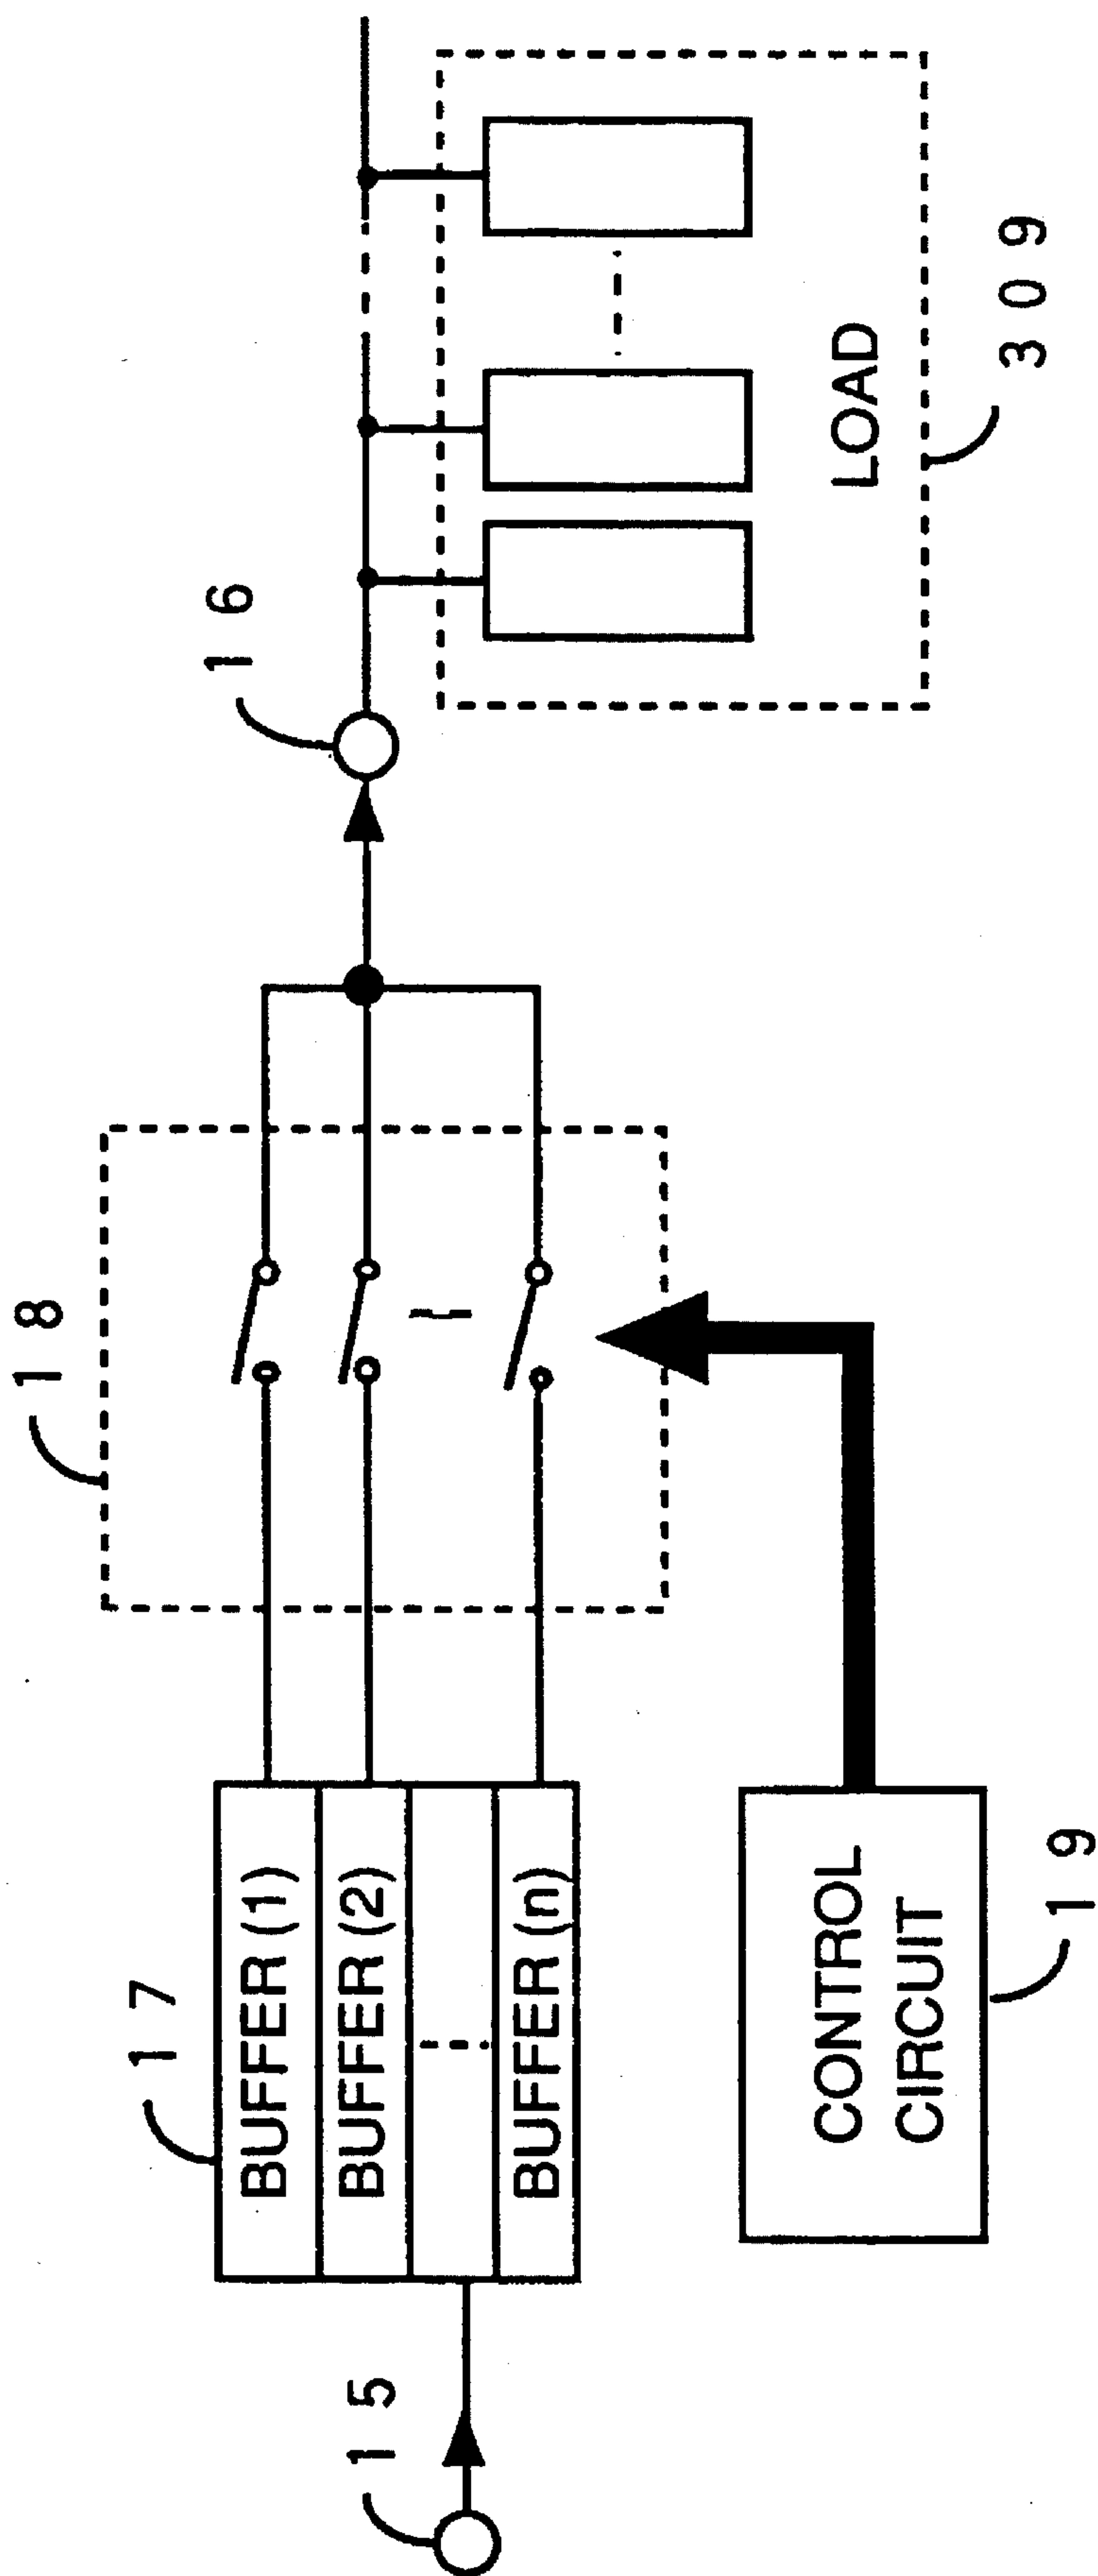 15
17
BUFFER (1)
BUFFER (2)
BUFFER (n)
18
16
LOAD
309
CONTROL
CIRCUIT
19